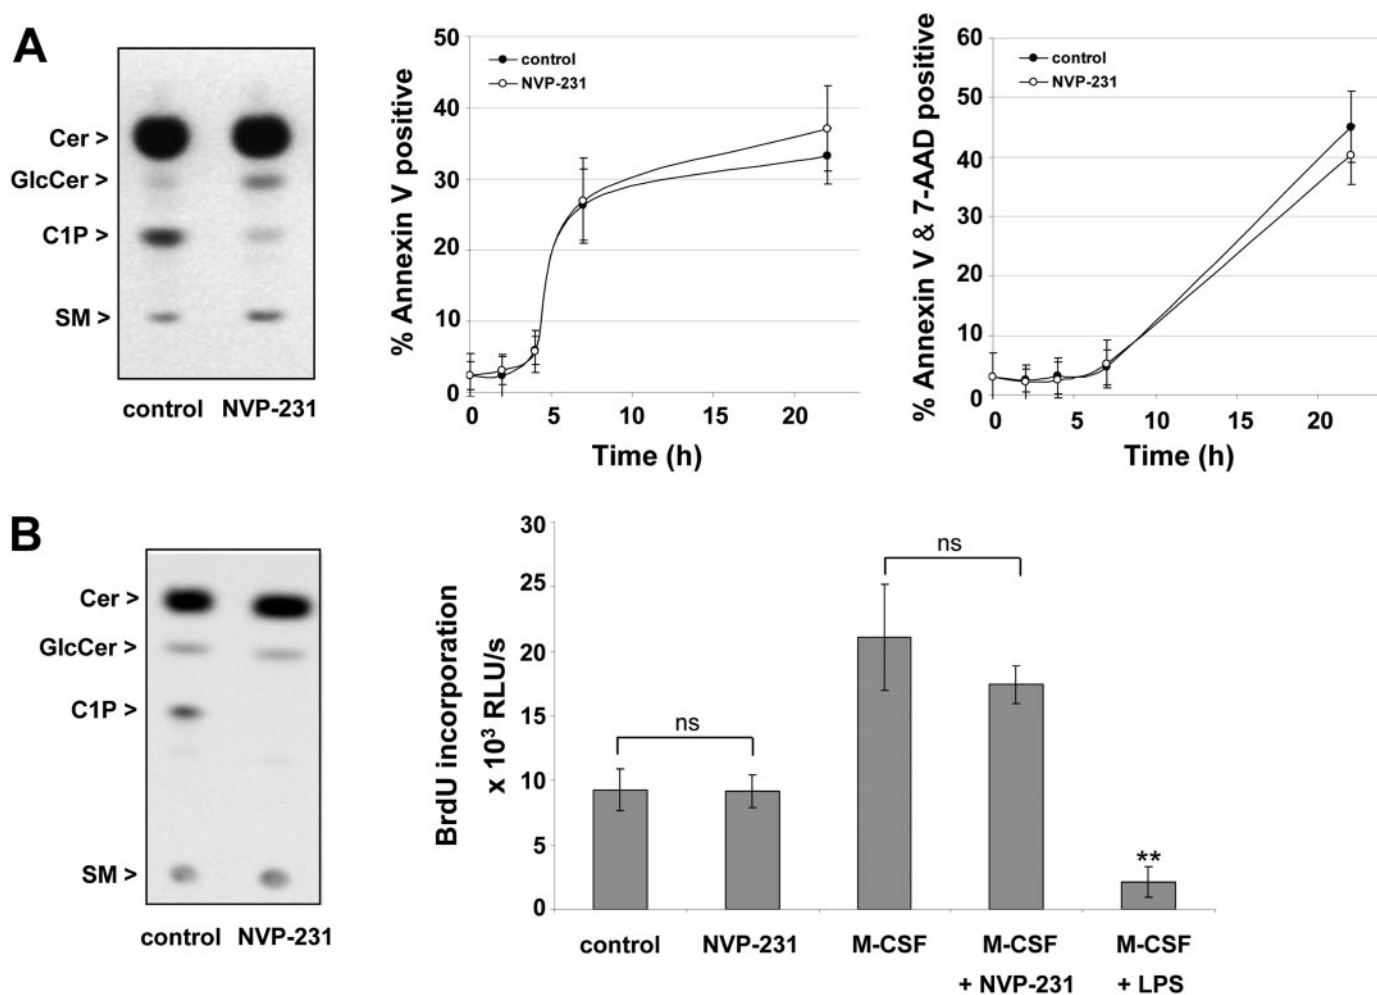 A
Cer >
GlcCer >
C1P >
SM >
control NVP-231
% Annexin V positive
50
40
30
20
10
0
control
NVP-231
0 5 10 15 20
Time (h)
% Annexin V & 7-AAD positive
60
50
40
30
20
10
0
control
NVP-231
0 5 10 15 20
Time (h)
B
Cer >
GlcCer >
C1P >
SM >
control NVP-231
BrdU incorporation
x 10³ RLU/s
30
25
20
15
10
5
0
ns
ns
**
control NVP-231 M-CSF M-CSF M-CSF
+ NVP-231 + LPS